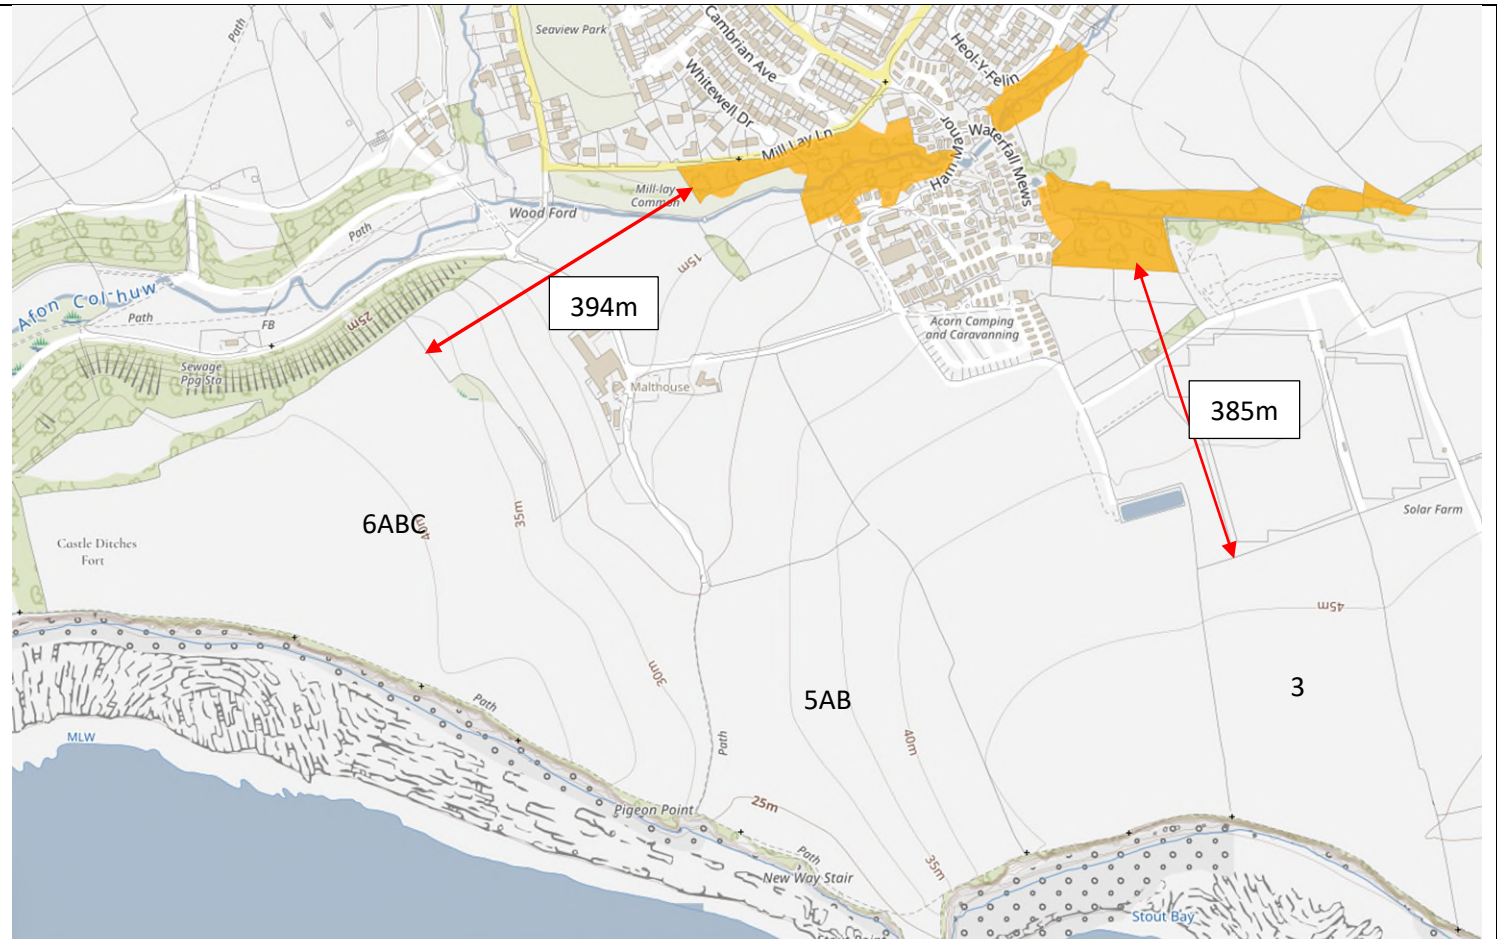 Path
Seaview Park
Cambrian Ave
Whitewell Dr
Heol-Y-Felin
Mill Lay Ln
Waterfall Mews
Mill-lay
Common
Wood Ford
Path
15m
394m
Afon Col-huw
Path
FB
25m
Sewage
Ppg Sta
Acorn Camping
and Caravanning
Malthouse
385m
6ABC
40m
35m
Solar Farm
Castle Ditches
Fort
45m
30m
Path
5AB
3
MLW
Path
40m
Pigeon Point
25m
Path
35m
New Way Stair
Stout Bay